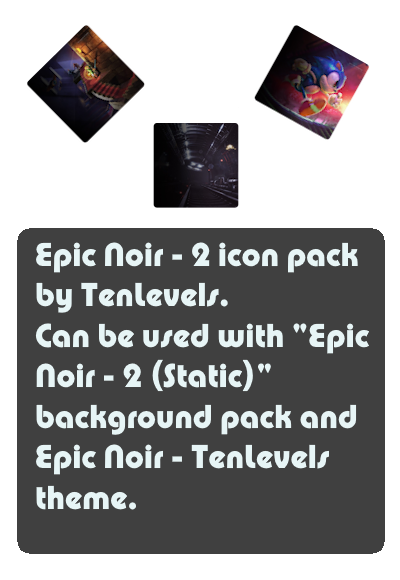 Epic Noir - 2 icon pack
by TenLevels.
Can be used with "Epic
Noir - 2 (Static)"
background pack and
Epic Noir - TenLevels
theme.